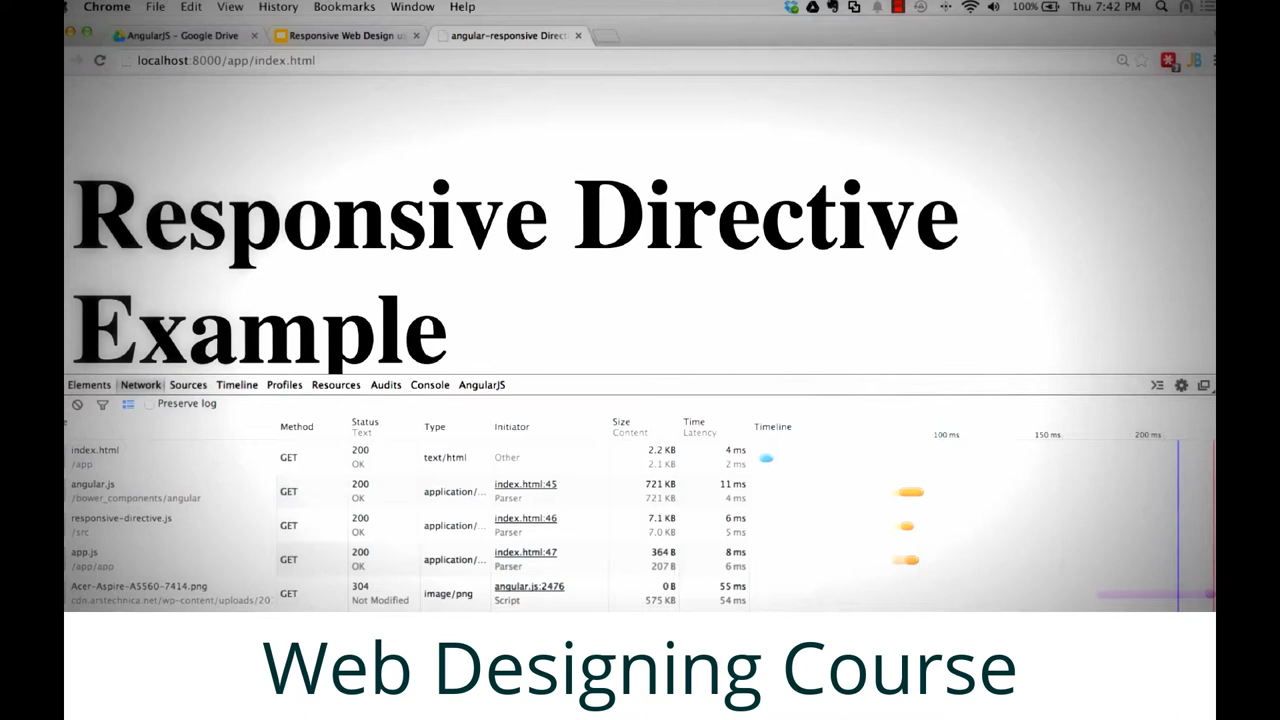 Chrome File Edit View History Bookmarks Window Help 100% Thu 7:42 PM
AngularJS - Google Drive Responsive Web Design u angular-responsive Direct
localhost:8000/app/index.html
Responsive Directive
Example
Elements Network Sources Timeline Profiles Resources Audits Console AngularJS
Preserve log
Method Status Type Initiator Size Time Timeline
Text Content Latency
100 ms 150 ms 200 ms
index.html GET 200 text/html Other 2.2 KB 4 ms
/app OK 2.1 KB 2 ms
angular.js GET 200 application/... index.html:45 721 KB 11 ms
/bower_components/angular OK Parser 721 KB 4 ms
responsive-directive.js GET 200 application/... index.html:46 7.1 KB 6 ms
/src OK Parser 7.0 KB 5 ms
app.js GET 200 application/... index.html:47 364 B 8 ms
/app/app OK Parser 207 B 6 ms
Acer-Aspire-A5560-7414.png GET 304 image/png angular.js:2476 0 B 55 ms
cdn.arstechnica.net/wp-content/uploads/20 Not Modified Script 575 KB 54 ms
Web Designing Course